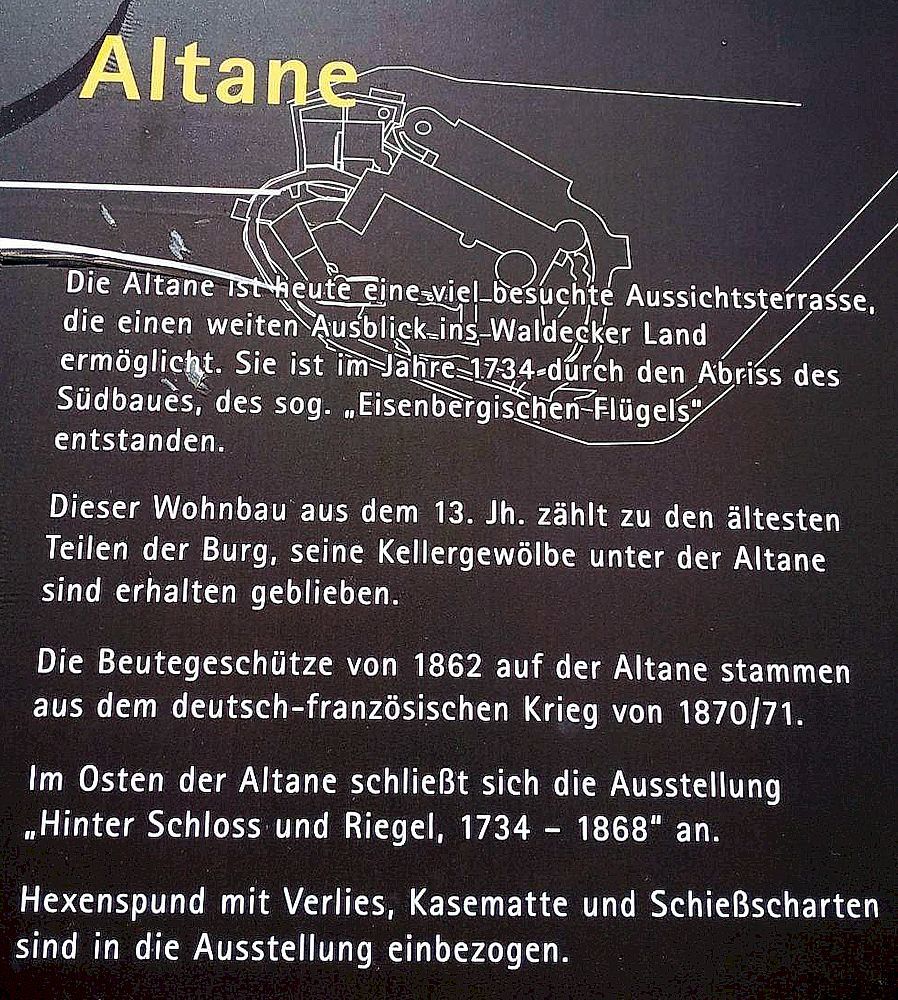 Altane
Die Altane ist heute eine viel besuchte Aussichtsterrasse,
die einen weiten Ausblick ins Waldecker Land
ermöglicht. Sie ist im Jahre 1734 durch den Abriss des
Südbaues, des sog. „Eisenbergischen Flügels“
entstanden.
Dieser Wohnbau aus dem 13. Jh. zählt zu den ältesten
Teilen der Burg, seine Kellergewölbe unter der Altane
sind erhalten geblieben.
Die Beutegeschütze von 1862 auf der Altane stammen
aus dem deutsch-französischen Krieg von 1870/71.
Im Osten der Altane schließt sich die Ausstellung
„Hinter Schloss und Riegel, 1734 – 1868“ an.
Hexenspund mit Verlies, Kasematte und Schießscharten
sind in die Ausstellung einbezogen.